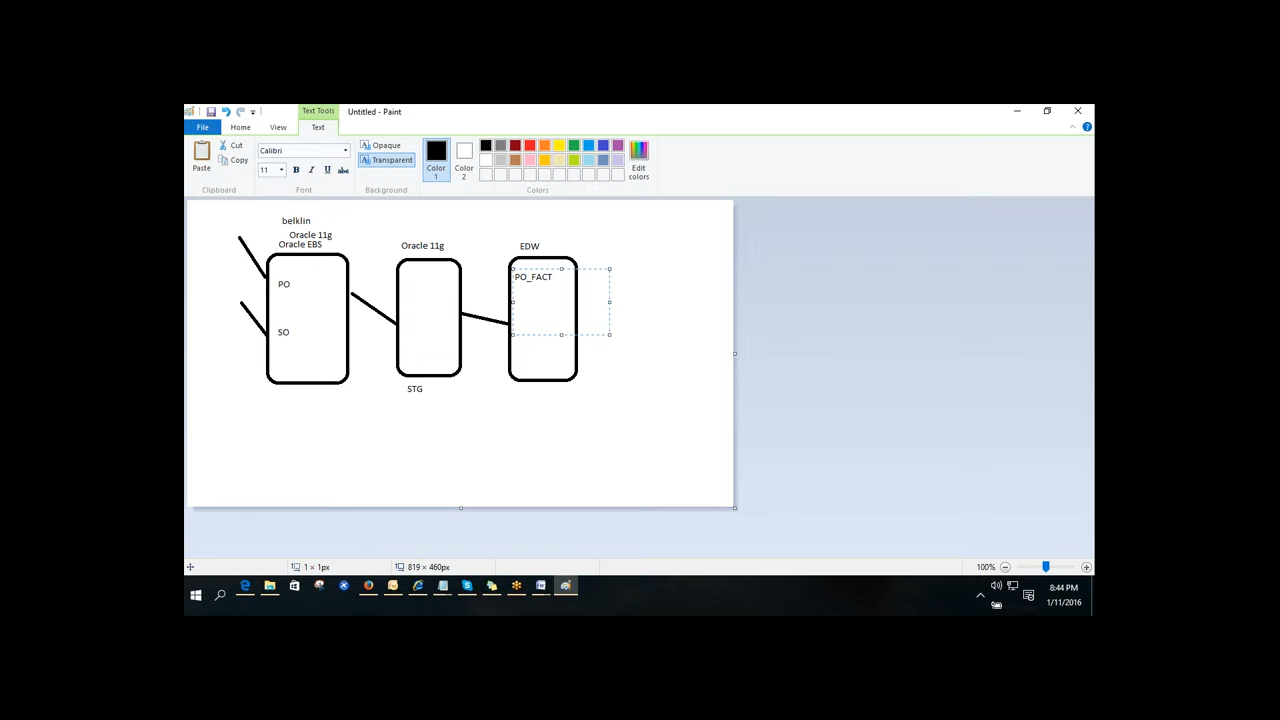 Text Tools
Untitled - Paint
File
Home
View
Text
Cut
Copy
Paste
Clipboard
Calibri
11
B
I
U
abc
Font
Opaque
Transparent
Background
Color 1
Color 2
Edit colors
Colors
belklin
Oracle 11g
Oracle EBS
PO
SO
Oracle 11g
STG
EDW
PO_FACT
1 × 1px
819 × 460px
100%
8:44 PM
1/11/2016